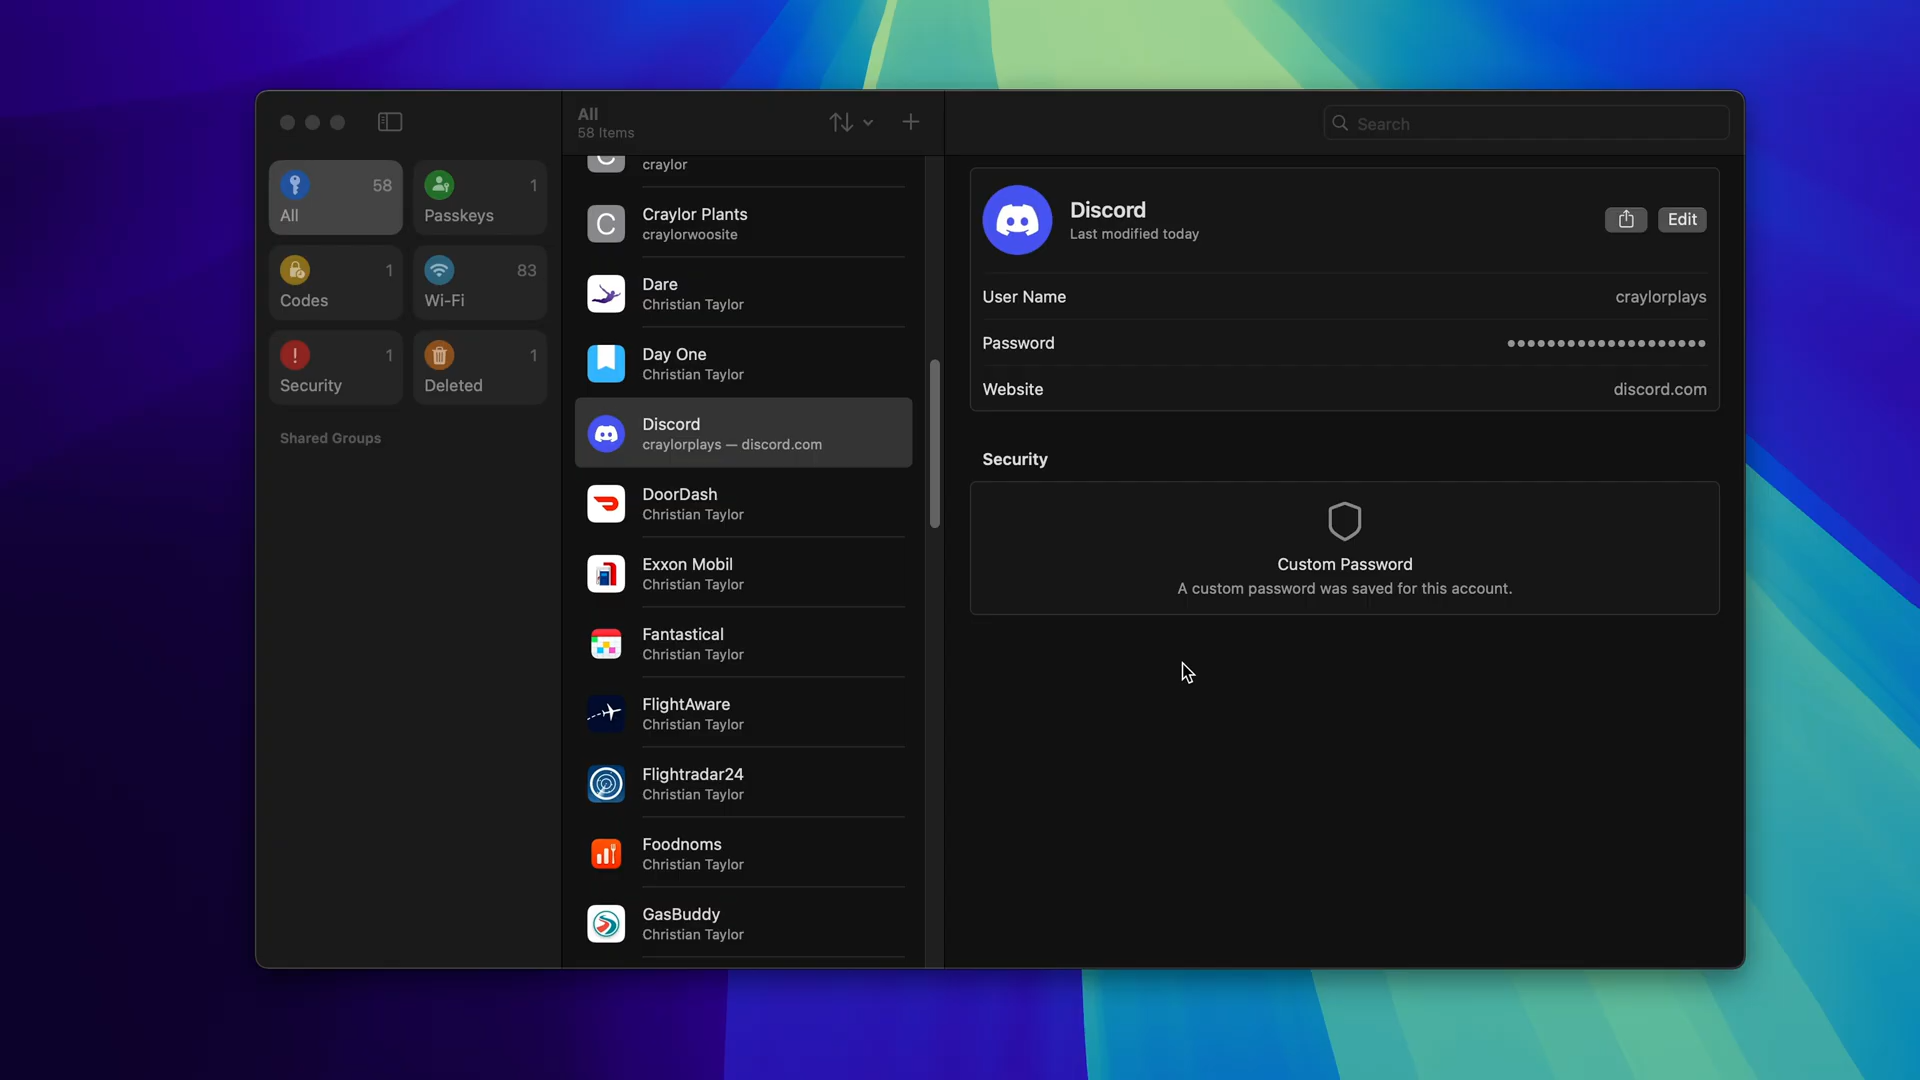 All
58 Items
Search
58
All
1
Passkeys
1
Codes
83
Wi-Fi
1
Security
1
Deleted
Shared Groups
C
craylor
C
Craylor Plants
craylorwoosite
Dare
Christian Taylor
Day One
Christian Taylor
Discord
craylorplays — discord.com
DoorDash
Christian Taylor
Exxon Mobil
Christian Taylor
Fantastical
Christian Taylor
FlightAware
Christian Taylor
Flightradar24
Christian Taylor
Foodnoms
Christian Taylor
GasBuddy
Christian Taylor
Discord
Last modified today
Edit
User Name craylorplays
Password ••••••••••••••••••••
Website discord.com
Security
Custom Password
A custom password was saved for this account.